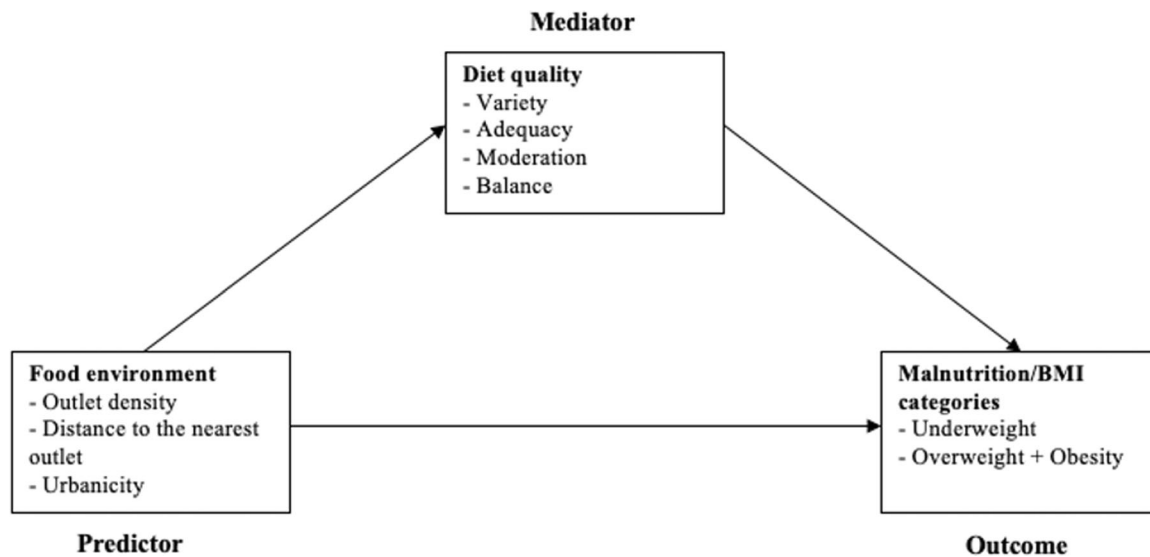 Mediator
Diet quality
- Variety
- Adequacy
- Moderation
- Balance
Food environment
- Outlet density
- Distance to the nearest
outlet
- Urbanicity
Predictor
Malnutrition/BMI
categories
- Underweight
- Overweight + Obesity
Outcome